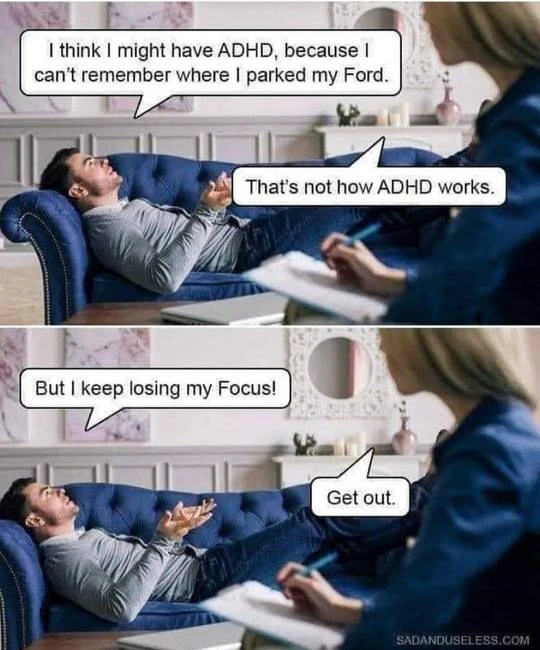 I think I might have ADHD, because I
can't remember where I parked my Ford.
That's not how ADHD works.
But I keep losing my Focus!
Get out.
SADANDUSELESS.COM